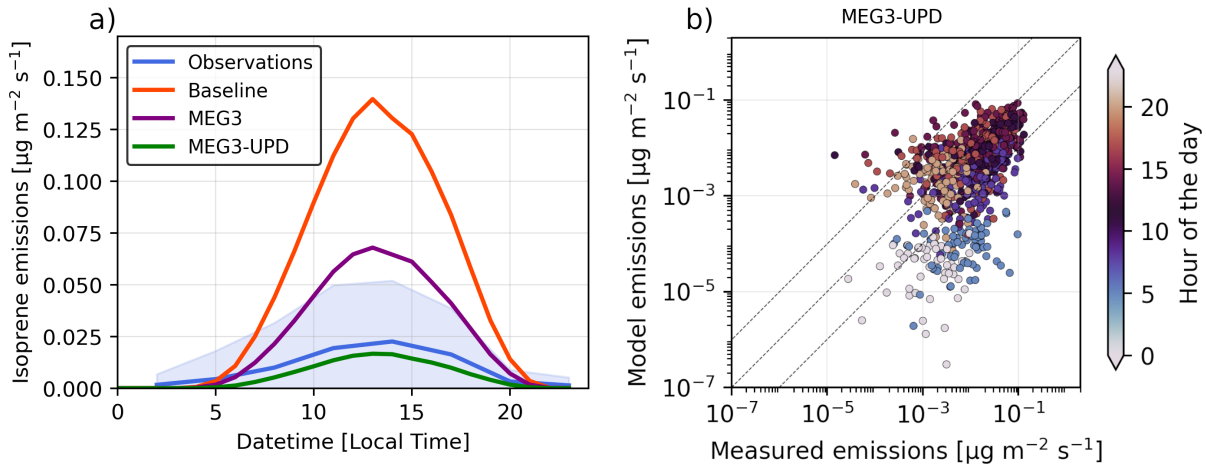 a)
Isoprene emissions [µg m⁻² s⁻¹]
0.150
0.125
0.100
0.075
0.050
0.025
0.000
Observations
Baseline
MEG3
MEG3-UPD
0 5 10 15 20
Datetime [Local Time]
b)
MEG3-UPD
Model emissions [µg m⁻² s⁻¹]
10⁻¹
10⁻³
10⁻⁵
10⁻⁷
10⁻⁷ 10⁻⁵ 10⁻³ 10⁻¹
Measured emissions [µg m⁻² s⁻¹]
20
15
10
5
0
Hour of the day